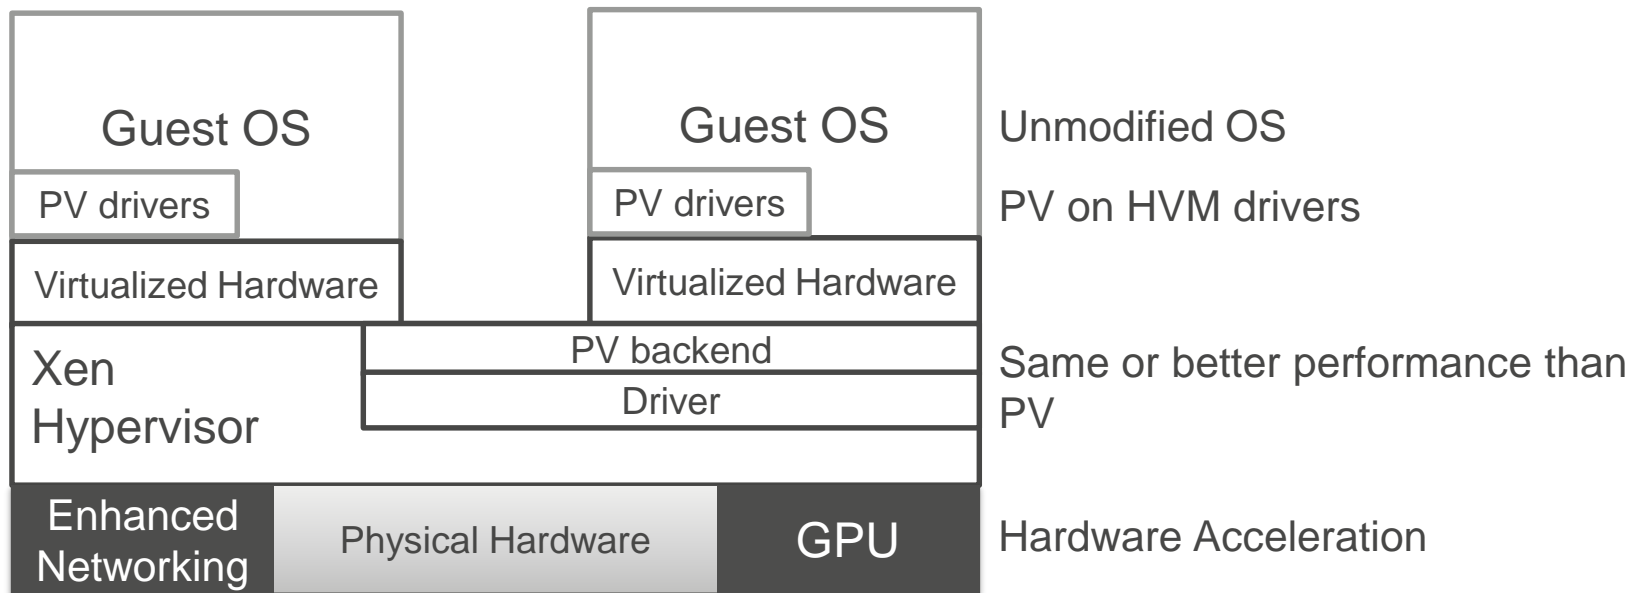 Guest OS
Guest OS
Unmodified OS
PV drivers
PV drivers
PV on HVM drivers
Virtualized Hardware
Virtualized Hardware
Xen
Hypervisor
PV backend
Driver
Same or better performance than
PV
Enhanced
Networking
Physical Hardware
GPU
Hardware Acceleration